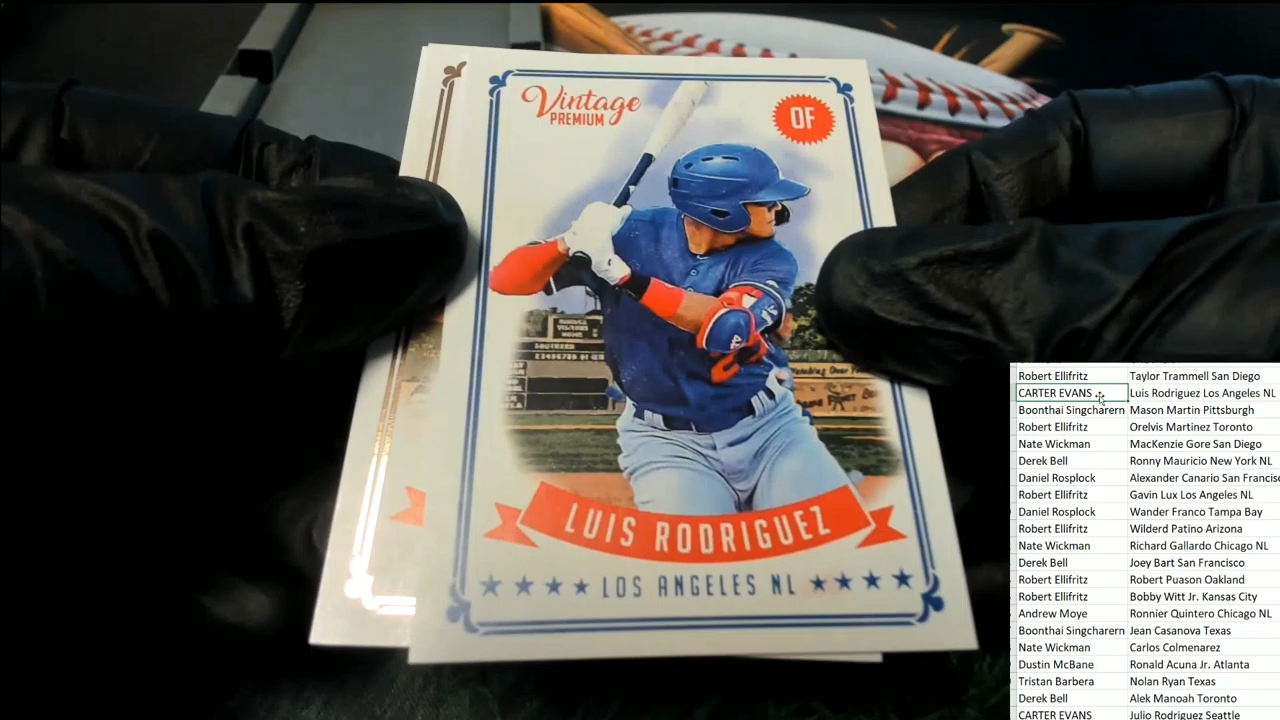 Vintage
PREMIUM
OF
LUIS RODRIGUEZ
LOS ANGELES NL
Robert Ellifritz Taylor Trammell San Diego
CARTER EVANS Luis Rodriguez Los Angeles NL
Boonthai Singcharern Mason Martin Pittsburgh
Robert Ellifritz Orelvis Martinez Toronto
Nate Wickman MacKenzie Gore San Diego
Derek Bell Ronny Mauricio New York NL
Daniel Rosplock Alexander Canario San Francisc
Robert Ellifritz Gavin Lux Los Angeles NL
Daniel Rosplock Wander Franco Tampa Bay
Robert Ellifritz Wilderd Patino Arizona
Nate Wickman Richard Gallardo Chicago NL
Derek Bell Joey Bart San Francisco
Robert Ellifritz Robert Puason Oakland
Robert Ellifritz Bobby Witt Jr. Kansas City
Andrew Moye Ronnier Quintero Chicago NL
Boonthai Singcharern Jean Casanova Texas
Nate Wickman Carlos Colmenarez
Dustin McBane Ronald Acuna Jr. Atlanta
Tristan Barbera Nolan Ryan Texas
Derek Bell Alek Manoah Toronto
CARTER EVANS Julio Rodriguez Seattle